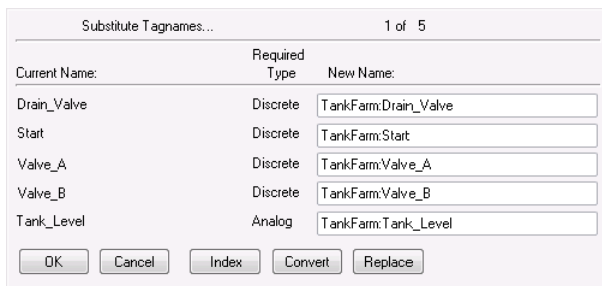 Substitute Tagnames... 1 of 5
Current Name: Required Type New Name:
Drain_Valve Discrete TankFarm:Drain_Valve
Start Discrete TankFarm:Start
Valve_A Discrete TankFarm:Valve_A
Valve_B Discrete TankFarm:Valve_B
Tank_Level Analog TankFarm:Tank_Level
OK Cancel Index Convert Replace